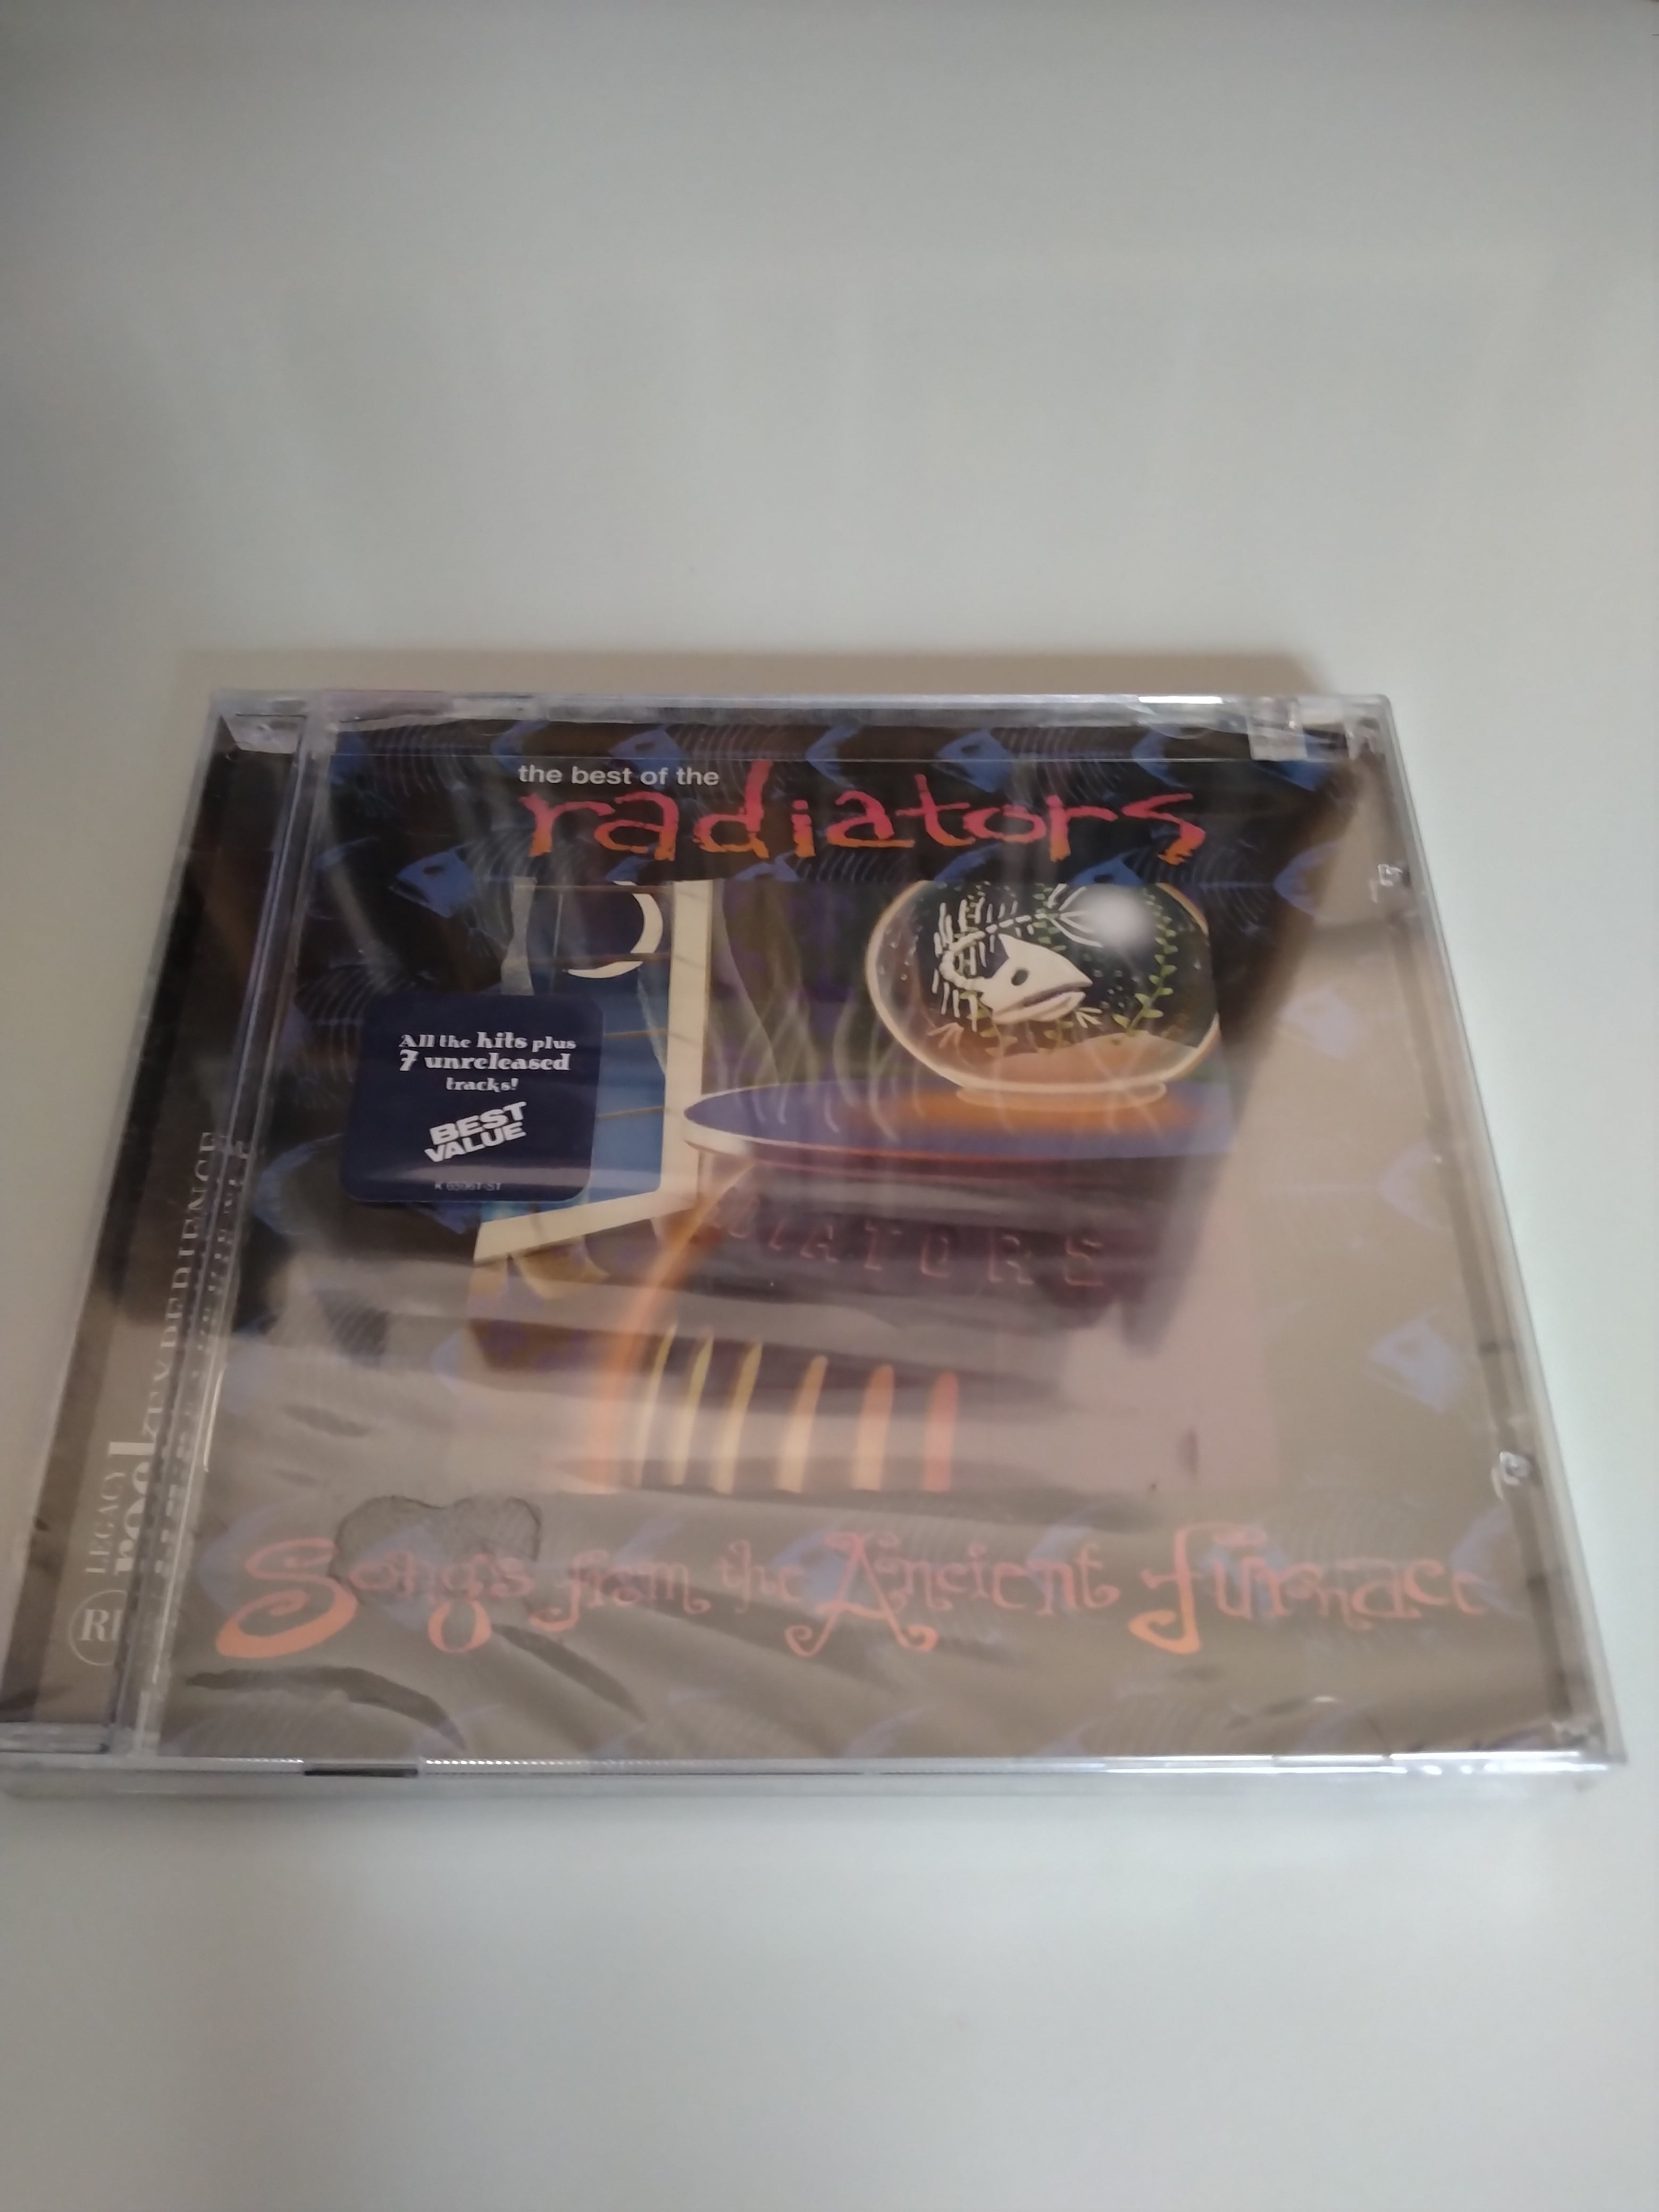 the best of the
radiators
All the hits plus
7 unreleased
tracks!
BEST
VALUE
Songs from the Ancient furnace
LEGACY